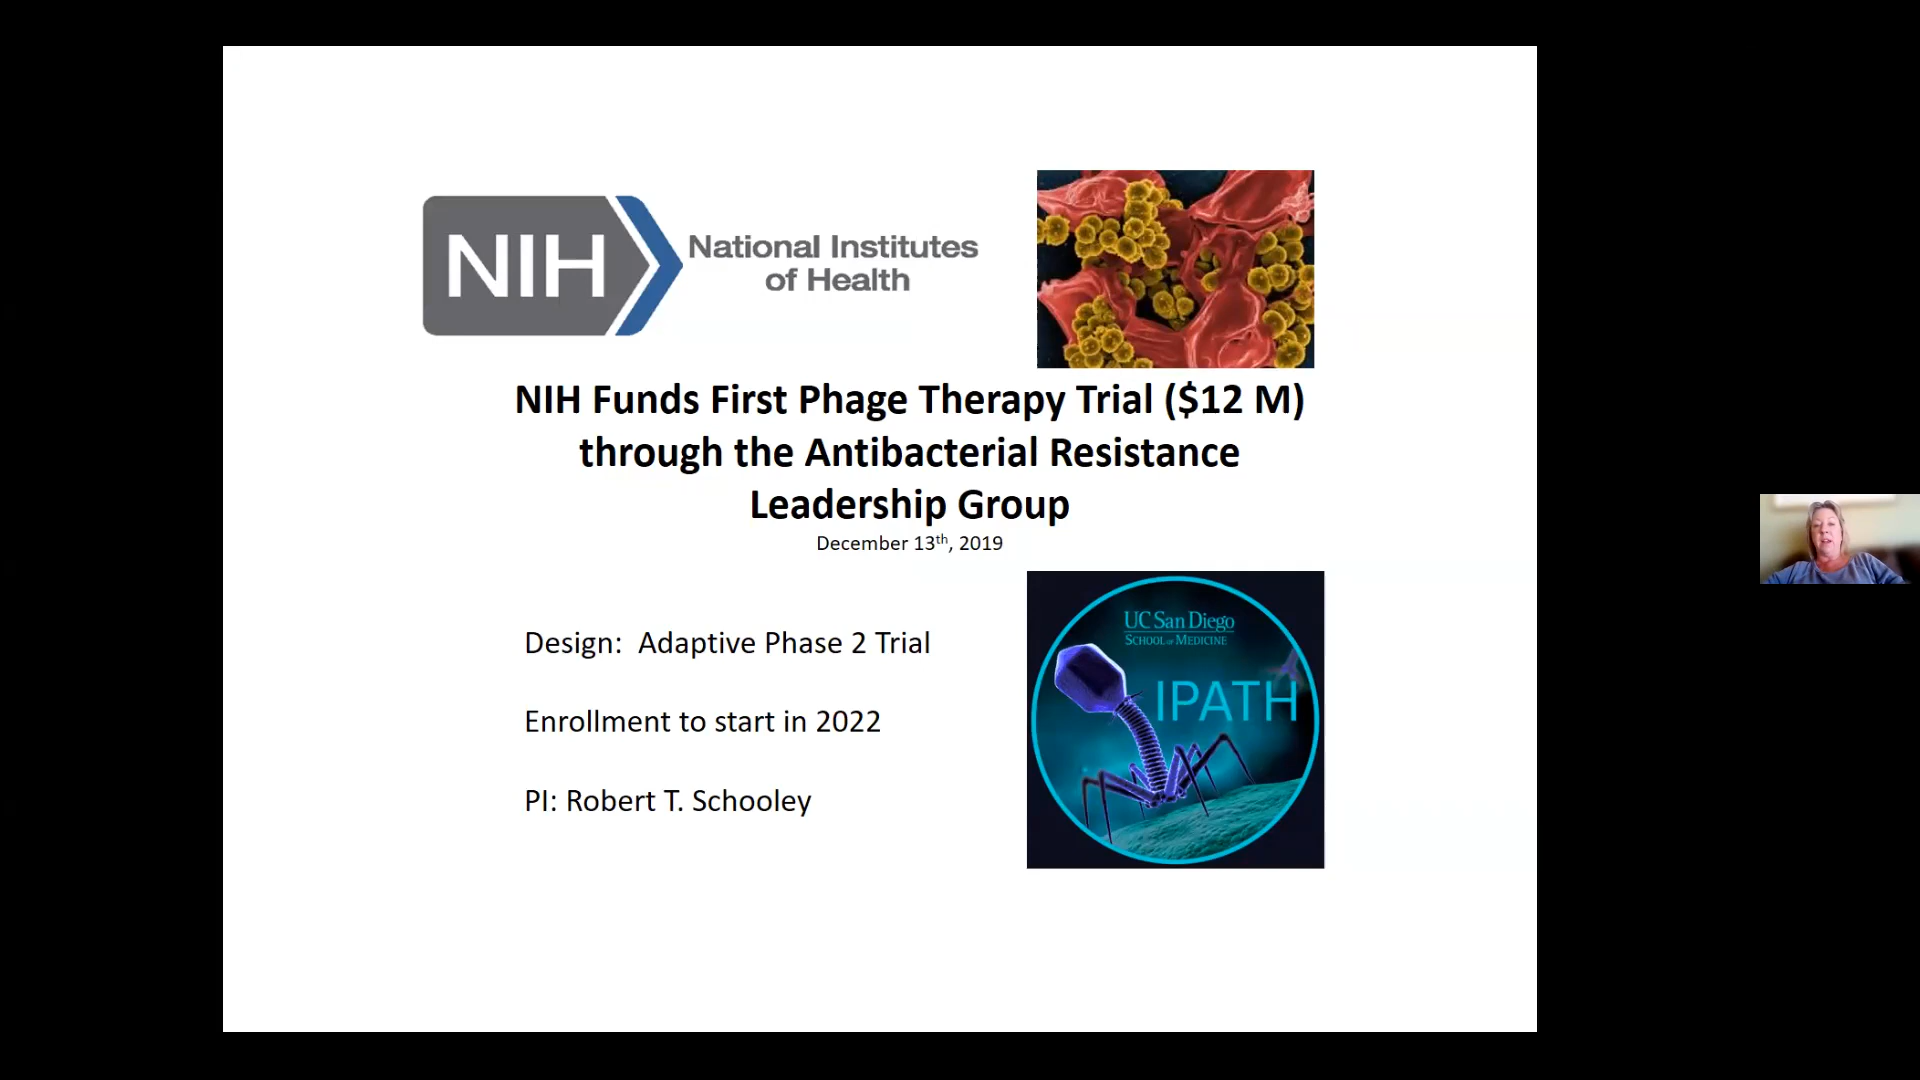 NIH
National Institutes
of Health
NIH Funds First Phage Therapy Trial ($12 M)
through the Antibacterial Resistance
Leadership Group
December 13th, 2019
Design: Adaptive Phase 2 Trial
Enrollment to start in 2022
PI: Robert T. Schooley
UC San Diego
SCHOOL OF MEDICINE
IPATH